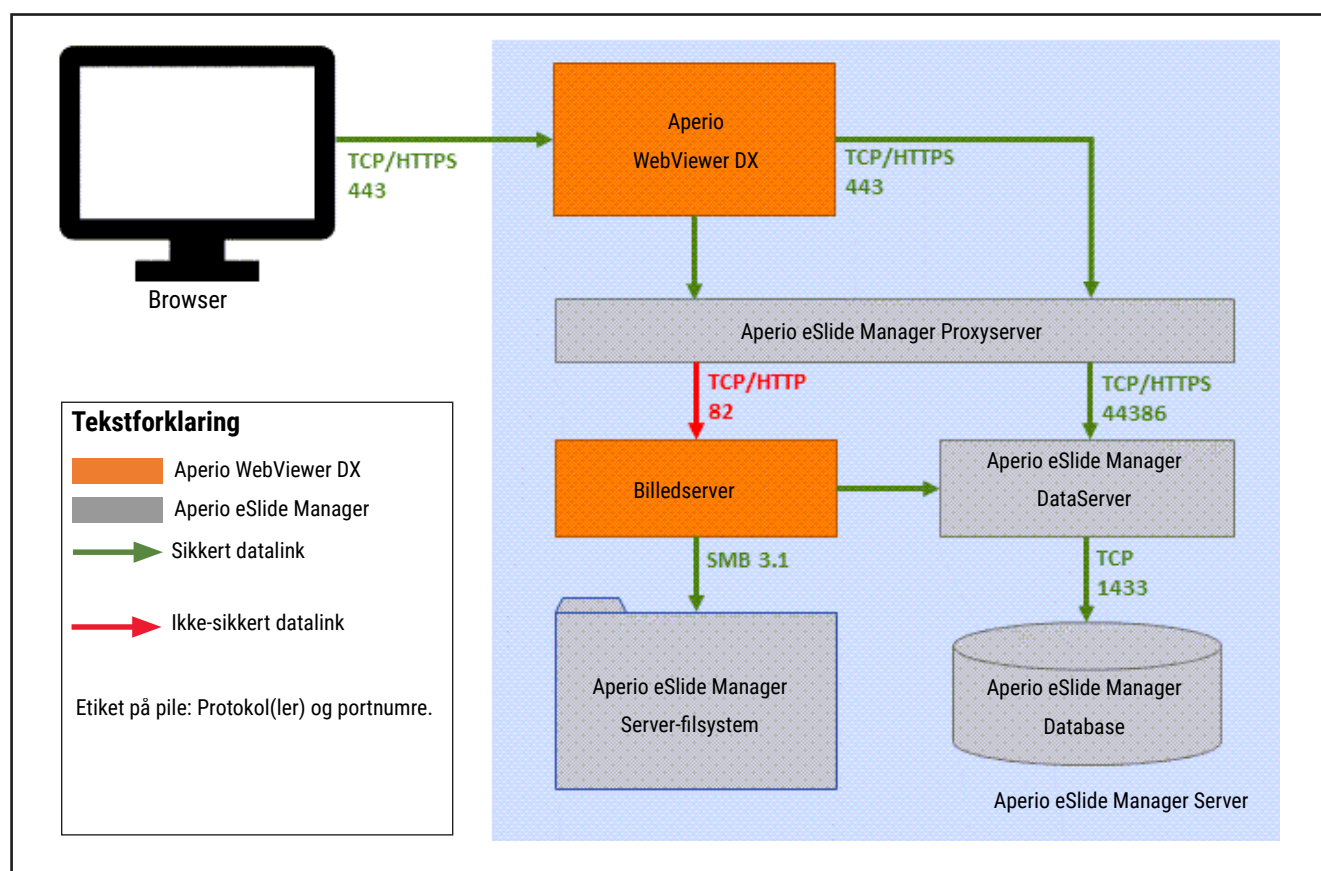 Aperio
WebViewer DX
TCP/HTTPS
443
TCP/HTTPS
443
Browser
Aperio eSlide Manager Proxyserver
TCP/HTTP
82
TCP/HTTPS
44386
Tekstforklaring
Aperio WebViewer DX
Aperio eSlide Manager
Sikkert datalink
Ikke-sikkert datalink
Etiket på pile: Protokol(ler) og portnumre.
Billedserver
Aperio eSlide Manager
DataServer
SMB 3.1
TCP
1433
Aperio eSlide Manager
Server-filsystem
Aperio eSlide Manager
Database
Aperio eSlide Manager Server